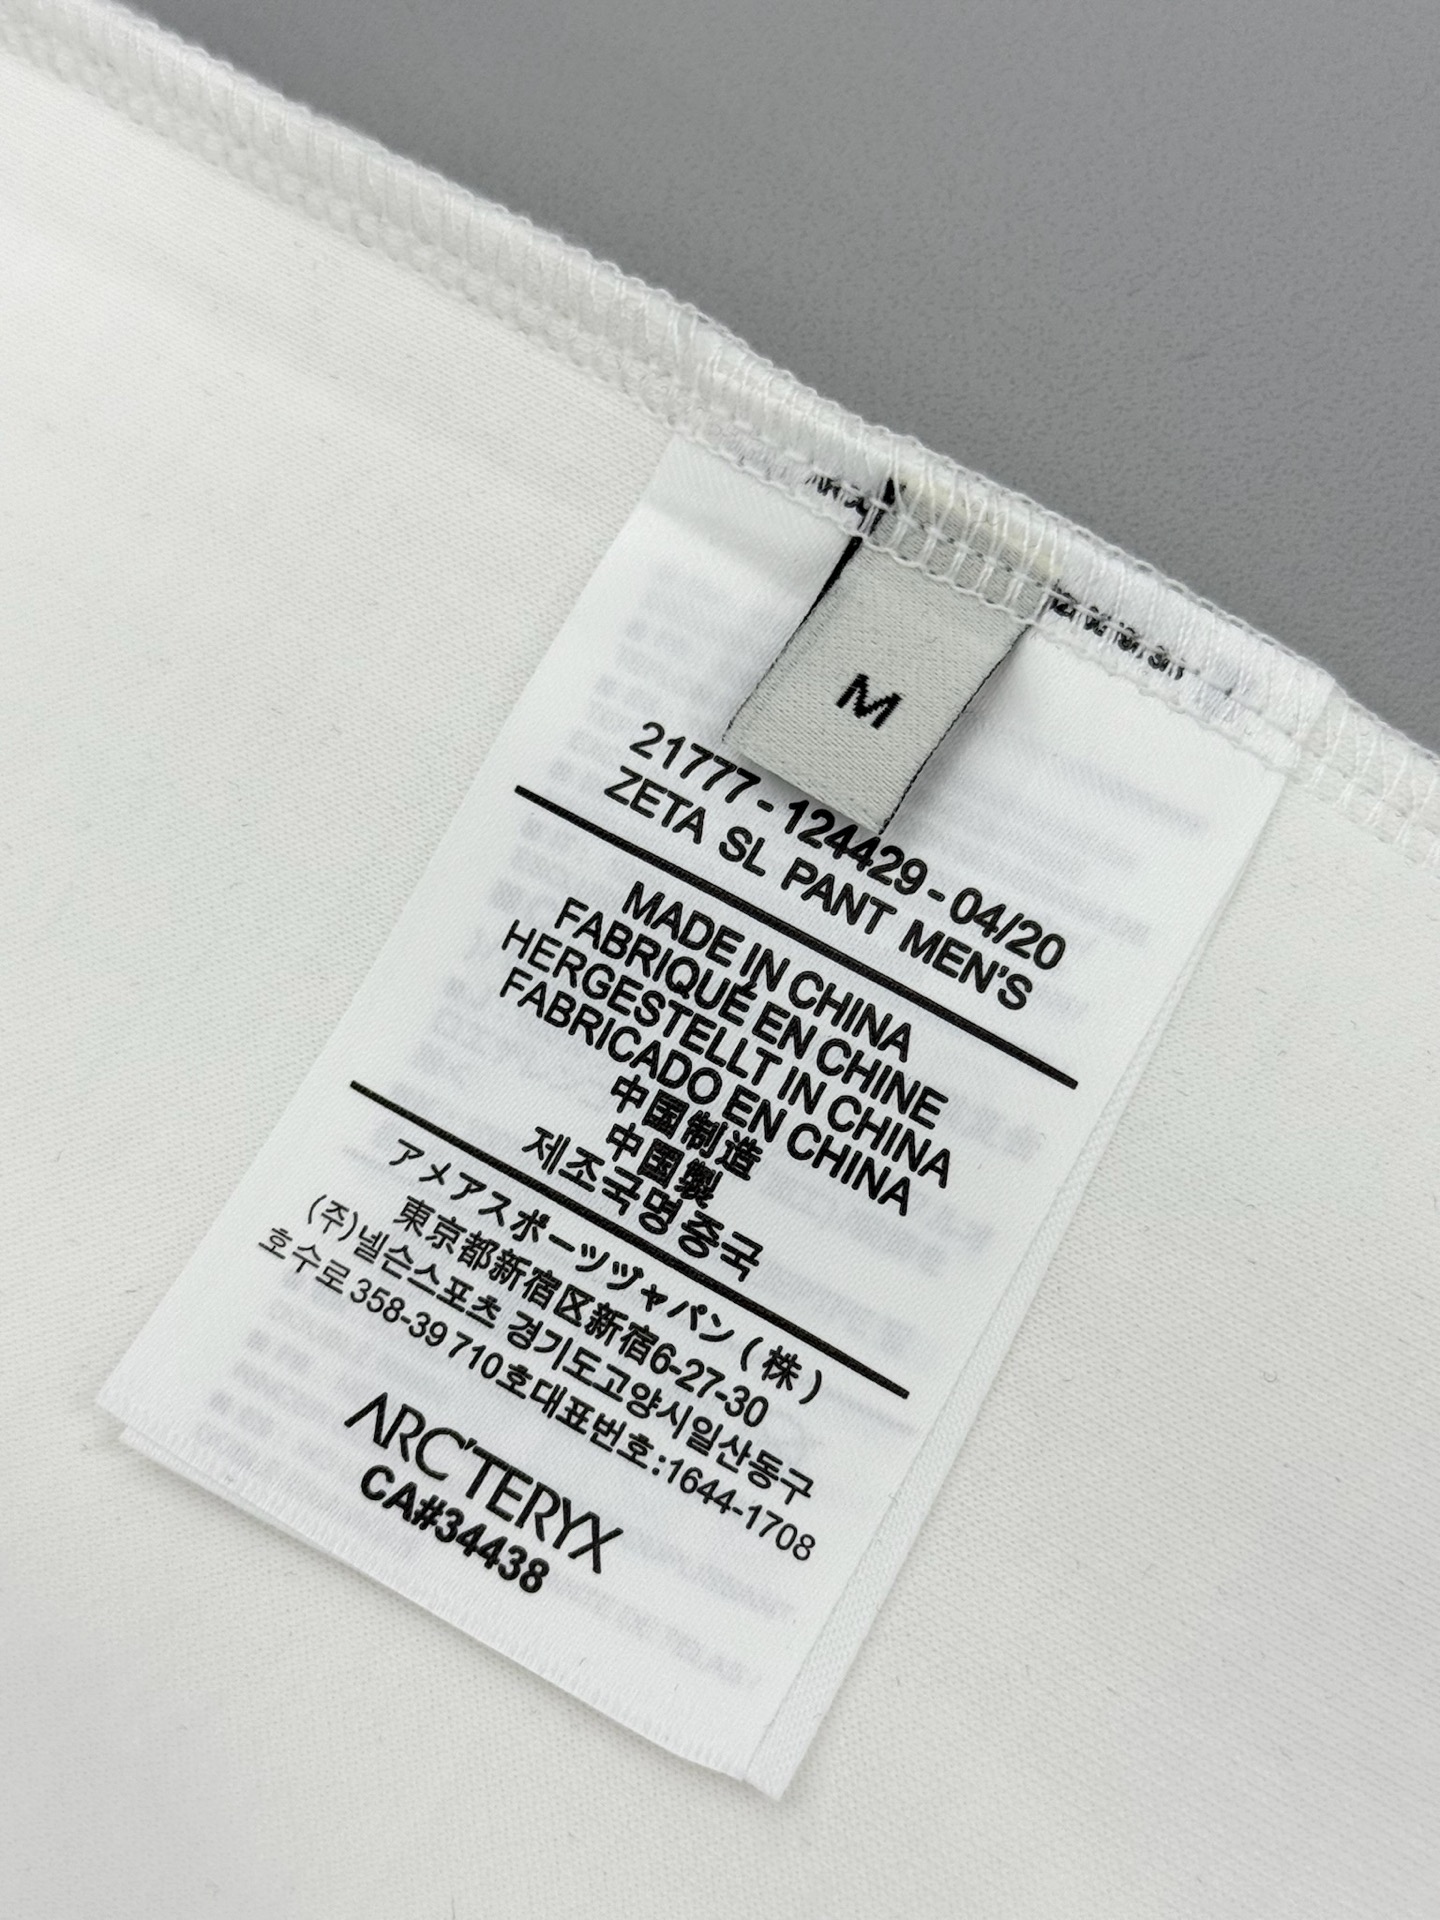 M
21777 - 124429 - 04/20
ZETA SL PANT MEN'S
MADE IN CHINA
FABRIQUÉ EN CHINE
HERGESTELLT IN CHINA
FABRICADO EN CHINA
中国制造
中国製
제조국명중국
アメアスポーツヅャパン (株)
東京都新宿区新宿6-27-30
(주)넬슨스포츠 경기도고양시일산동구
호수로358-39 710호대표번호:1644-1708
ARC'TERYX
CA#34438